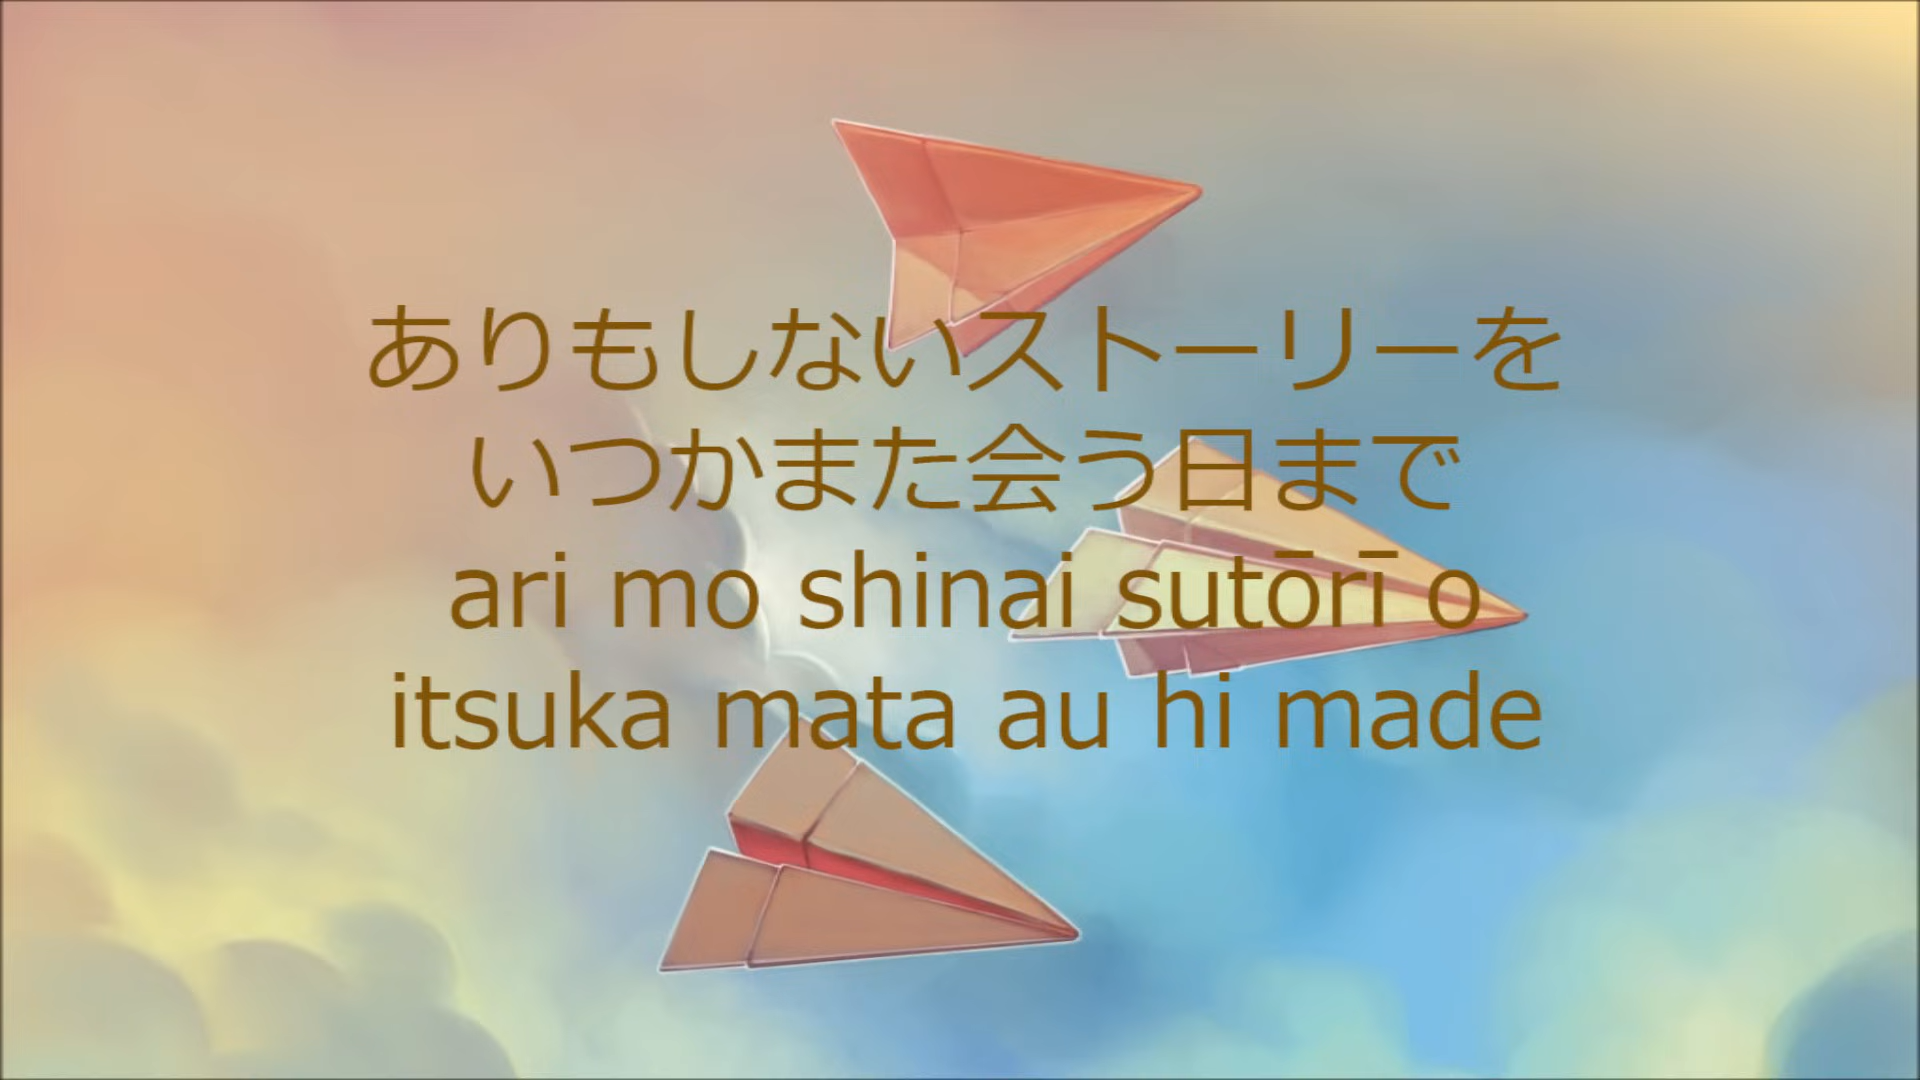 ありもしないストーリーを
いつかまた会う日まで
ari mo shinai sutōrī o
itsuka mata au hi made